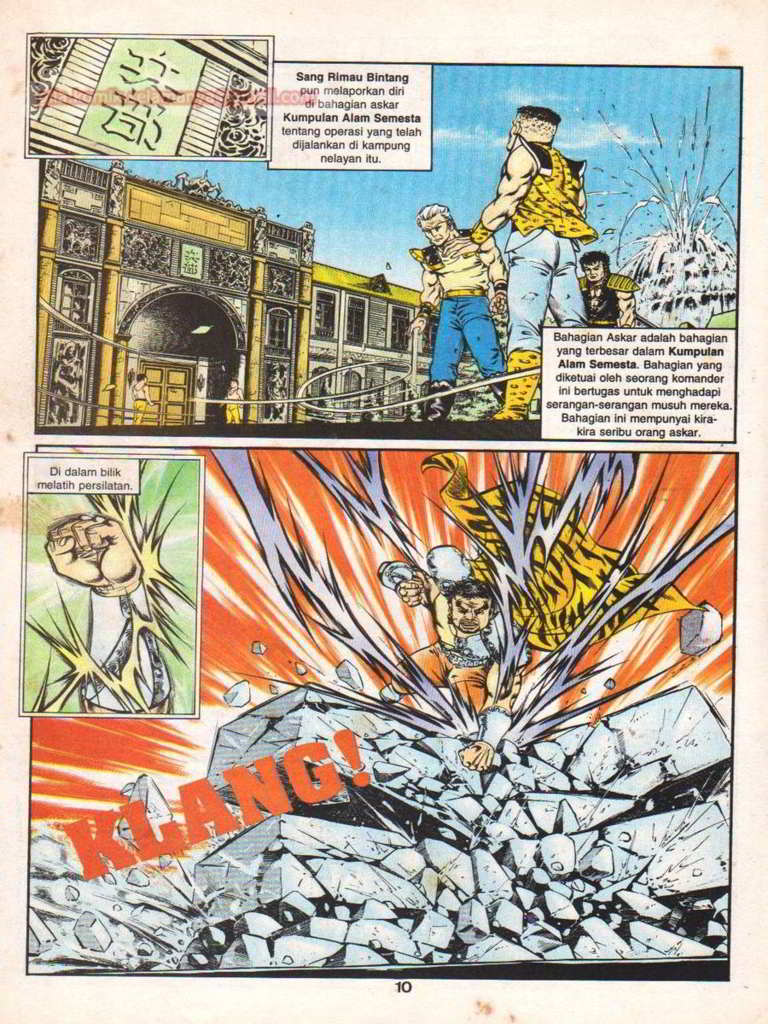 Sang Rimau Bintang
pun melaporkan diri
di bahagian askar
Kumpulan Alam Semesta
tentang operasi yang telah
dijalankan di kampung
nelayan itu.
Bahagian Askar adalah bahagian
yang terbesar dalam Kumpulan
Alam Semesta. Bahagian yang
diketuai oleh seorang komander
ini bertugas untuk menghadapi
serangan-serangan musuh mereka.
Bahagian ini mempunyai kira-
kira seribu orang askar.
Di dalam bilik
melatih persilatan.
KLANG!
10